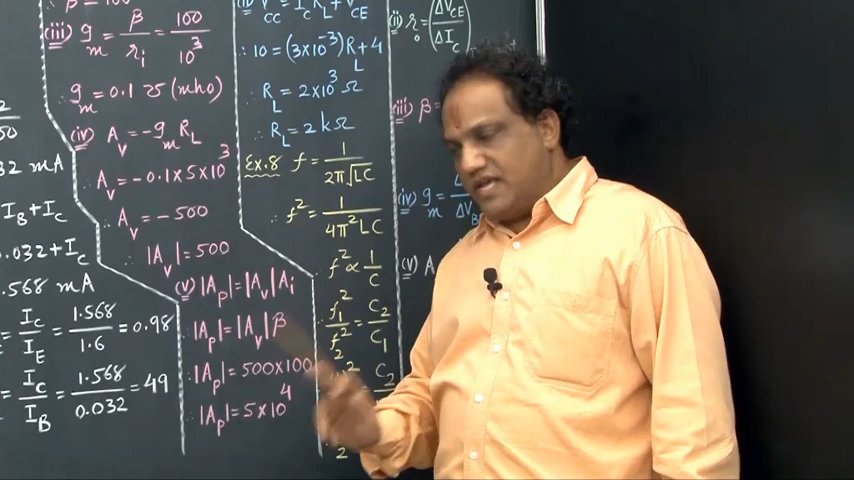 β = 100
(iii) g_m = β/r_i = 100/10^3
∴ g_m = 0.1 ℧ (mho)
(iv) A_v = -g_m R_L
∴ A_v = -0.1×5×10^3
∴ A_v = -500
∴ |A_v| = 500
(v) |A_p| = |A_v| A_i
∴ |A_p| = |A_v| β
∴ |A_p| = 500×100
∴ |A_p| = 5×10^4
32 mA
I_B + I_C
0.032 + I_C
.568 mA
= I_C/I_E = 1.568/1.6 = 0.98
= I_C/I_B = 1.568/0.032 = 49
(iv) V_CC = I_C R_L + V_CE
∴ 10 = (3×10^-3) R_L + 4
∴ R_L = 2×10^3 Ω
∴ R_L = 2 kΩ
Ex.8 f = 1/2π√LC
∴ f^2 = 1/4π^2 LC
f^2 ∝ 1/C
∴ f_1^2/f_2^2 = C_2/C_1
C_2
2
(ii) r_o = (ΔV_CE/ΔI_C)
(iii) β =
(iv) g_m = Δ/ΔV_B
(v) A